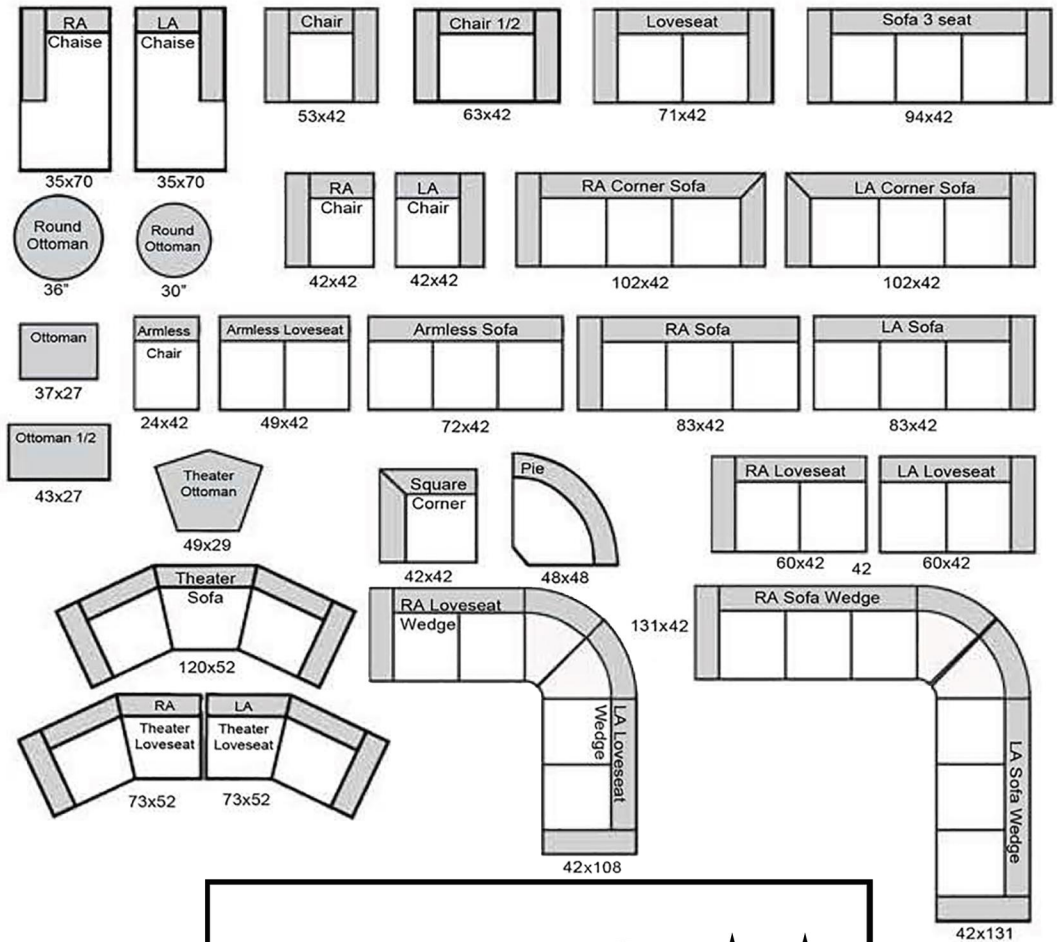 RA
Chaise
35x70
LA
Chaise
35x70
Chair
53x42
Chair 1/2
63x42
Loveseat
71x42
Sofa 3 seat
94x42
Round
Ottoman
36"
Round
Ottoman
30"
RA
Chair
42x42
LA
Chair
42x42
RA Corner Sofa
102x42
LA Corner Sofa
102x42
Ottoman
37x27
Armless
Chair
24x42
Armless Loveseat
49x42
Armless Sofa
72x42
RA Sofa
83x42
LA Sofa
83x42
Ottoman 1/2
43x27
Theater
Ottoman
49x29
Square
Corner
42x42
Pie
48x48
RA Loveseat
60x42
42
LA Loveseat
60x42
Theater
Sofa
120x52
RA Loveseat
Wedge
LA Loveseat
Wedge
42x108
131x42
RA Sofa Wedge
LA Sofa Wedge
42x131
RA
Theater
Loveseat
73x52
LA
Theater
Loveseat
73x52